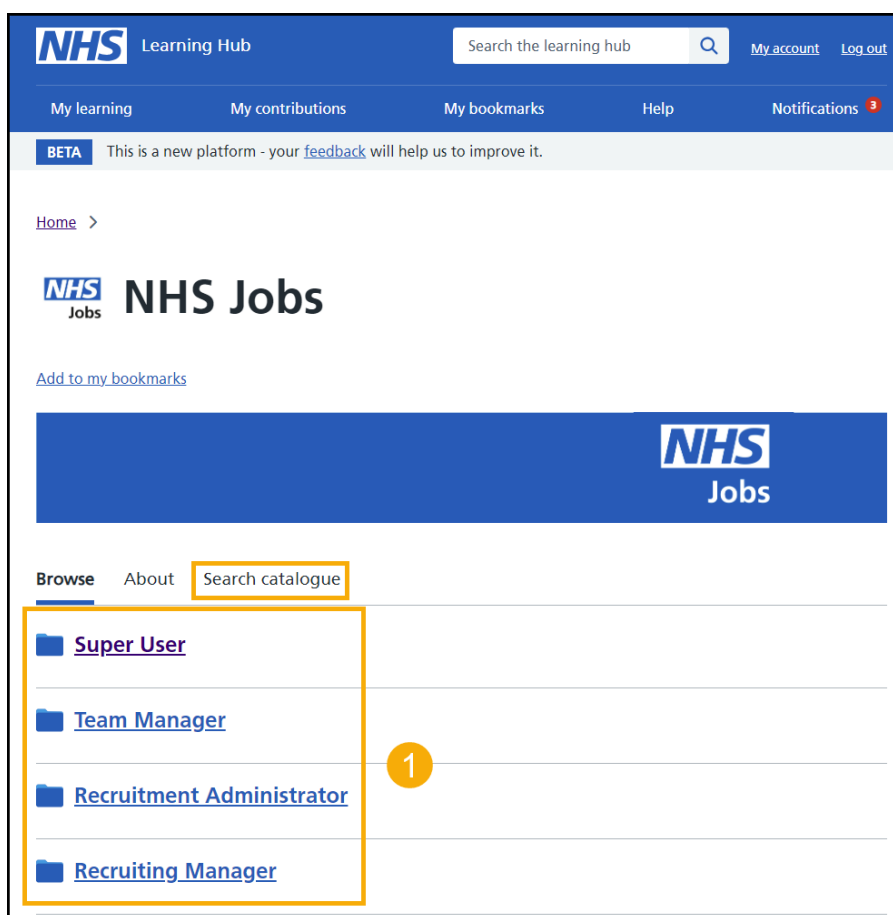 NHS Learning Hub
Search the learning hub
My account Log out
My learning My contributions My bookmarks Help Notifications 3
BETA This is a new platform - your feedback will help us to improve it.
Home >
NHS
Jobs
NHS Jobs
Add to my bookmarks
NHS
Jobs
Browse About Search catalogue
Super User
Team Manager
1
Recruitment Administrator
Recruiting Manager